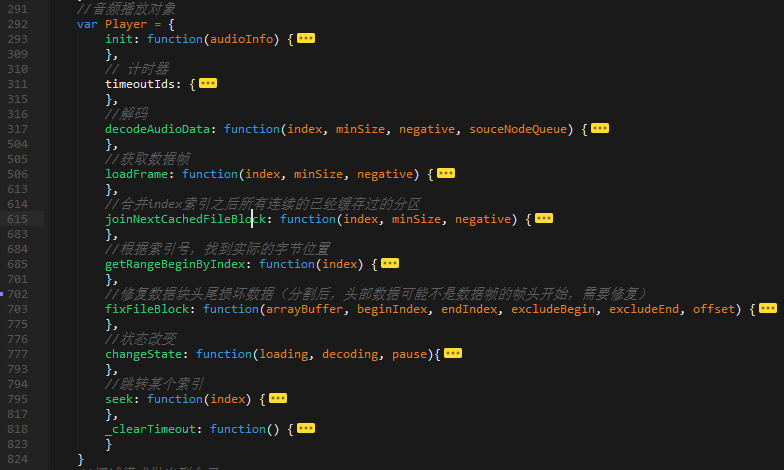 291 //音频播放对象
292 var Player = {
293 init: function(audioInfo) {
309 },
310 // 计时器
311 timeoutIds: {
315 },
316 //解码
317 decodeAudioData: function(index, minSize, negative, souceNodeQueue) {
504 },
505 //获取数据帧
506 loadFrame: function(index, minSize, negative) {
613 },
614 //合并index索引之后所有连续的已经缓存过的分区
615 joinNextCachedFileBlock: function(index, minSize, negative) {
683 },
684 //根据索引号，找到实际的字节位置
685 getRangeBeginByIndex: function(index) {
701 },
702 //修复数据块头尾损坏数据（分割后，头部数据可能不是数据帧的帧头开始，需要修复）
703 fixFileBlock: function(arrayBuffer, beginIndex, endIndex, excludeBegin, excludeEnd, offset) {
775 },
776 //状态改变
777 changeState: function(loading, decoding, pause){
793 },
794 //跳转某个索引
795 seek: function(index) {
817 },
818 _clearTimeout: function() {
823 }
824 }